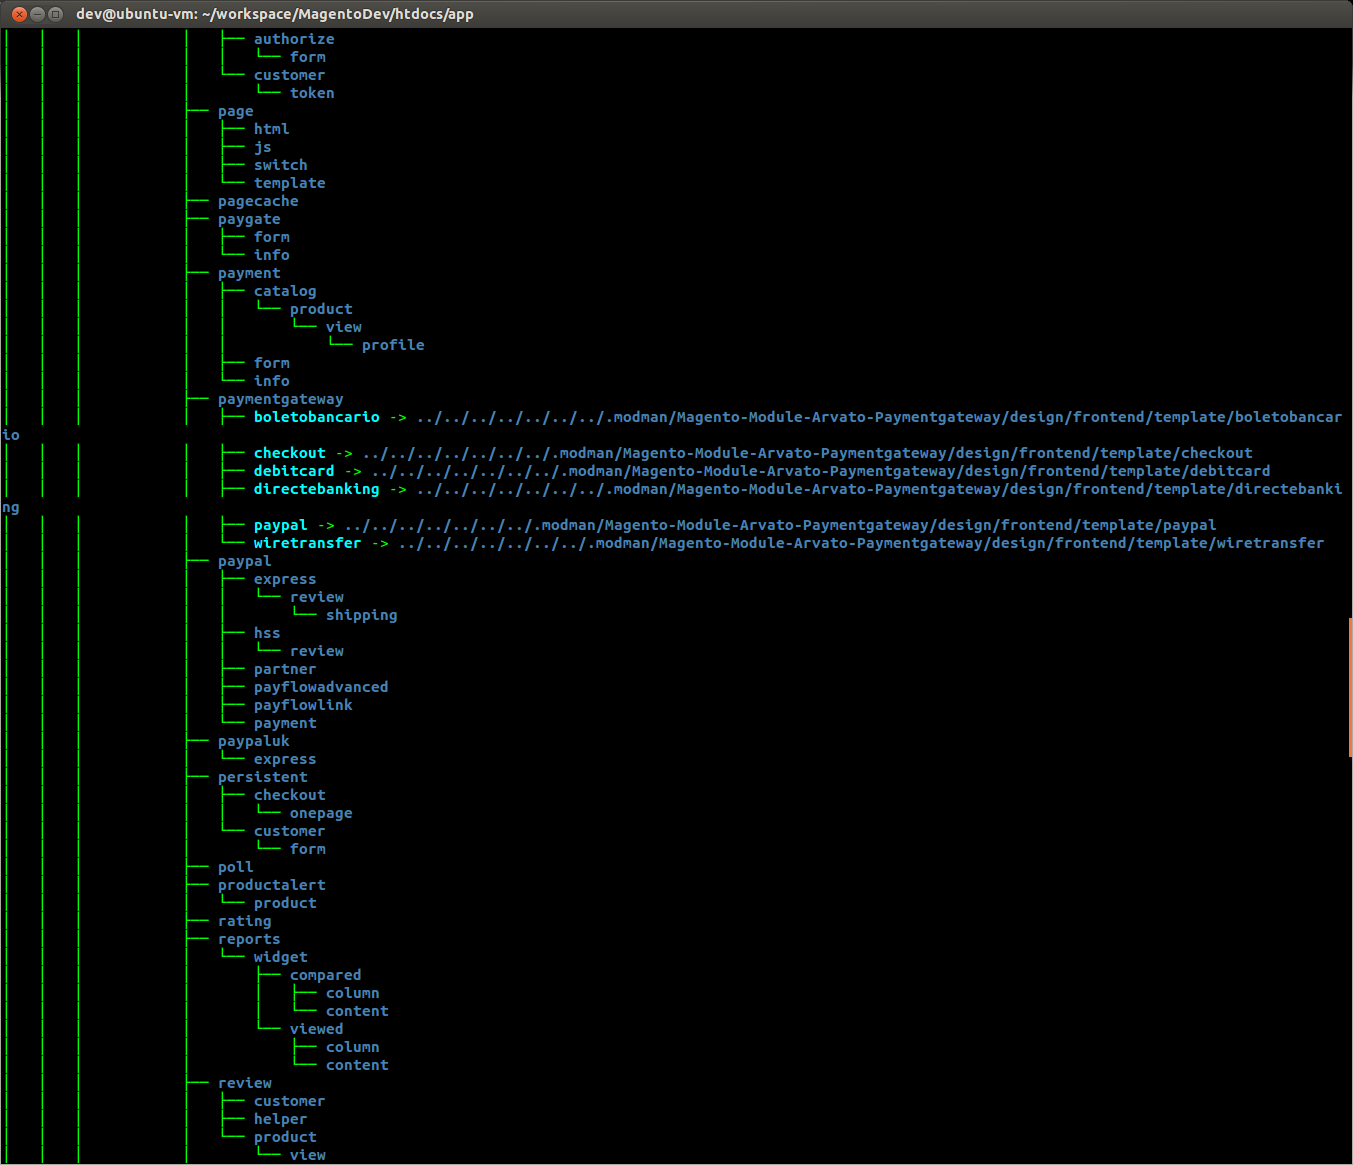 dev@ubuntu-vm: ~/workspace/MagentoDev/htdocs/app
│   │   │           │   ├── authorize
│   │   │           │   │   └── form
│   │   │           │   └── customer
│   │   │           │       └── token
│   │   │           ├── page
│   │   │           │   ├── html
│   │   │           │   ├── js
│   │   │           │   ├── switch
│   │   │           │   └── template
│   │   │           ├── pagecache
│   │   │           ├── paygate
│   │   │           │   ├── form
│   │   │           │   └── info
│   │   │           ├── payment
│   │   │           │   ├── catalog
│   │   │           │   │   └── product
│   │   │           │   │       └── view
│   │   │           │   │           └── profile
│   │   │           │   ├── form
│   │   │           │   └── info
│   │   │           ├── paymentgateway
│   │   │           │   ├── boletobancario -> ../../../../../../../.modman/Magento-Module-Arvato-Paymentgateway/design/frontend/template/boletobancar
io
│   │   │           │   ├── checkout -> ../../../../../../../.modman/Magento-Module-Arvato-Paymentgateway/design/frontend/template/checkout
│   │   │           │   ├── debitcard -> ../../../../../../../.modman/Magento-Module-Arvato-Paymentgateway/design/frontend/template/debitcard
│   │   │           │   ├── directebanking -> ../../../../../../../.modman/Magento-Module-Arvato-Paymentgateway/design/frontend/template/directebanki
ng
│   │   │           │   ├── paypal -> ../../../../../../../.modman/Magento-Module-Arvato-Paymentgateway/design/frontend/template/paypal
│   │   │           │   └── wiretransfer -> ../../../../../../../.modman/Magento-Module-Arvato-Paymentgateway/design/frontend/template/wiretransfer
│   │   │           ├── paypal
│   │   │           │   ├── express
│   │   │           │   │   └── review
│   │   │           │   │       └── shipping
│   │   │           │   ├── hss
│   │   │           │   │   └── review
│   │   │           │   ├── partner
│   │   │           │   ├── payflowadvanced
│   │   │           │   ├── payflowlink
│   │   │           │   └── payment
│   │   │           ├── paypaluk
│   │   │           │   └── express
│   │   │           ├── persistent
│   │   │           │   ├── checkout
│   │   │           │   │   └── onepage
│   │   │           │   └── customer
│   │   │           │       └── form
│   │   │           ├── poll
│   │   │           ├── productalert
│   │   │           │   └── product
│   │   │           ├── rating
│   │   │           ├── reports
│   │   │           │   └── widget
│   │   │           │       ├── compared
│   │   │           │       │   ├── column
│   │   │           │       │   └── content
│   │   │           │       └── viewed
│   │   │           │           ├── column
│   │   │           │           └── content
│   │   │           ├── review
│   │   │           │   ├── customer
│   │   │           │   ├── helper
│   │   │           │   └── product
│   │   │           │       └── view